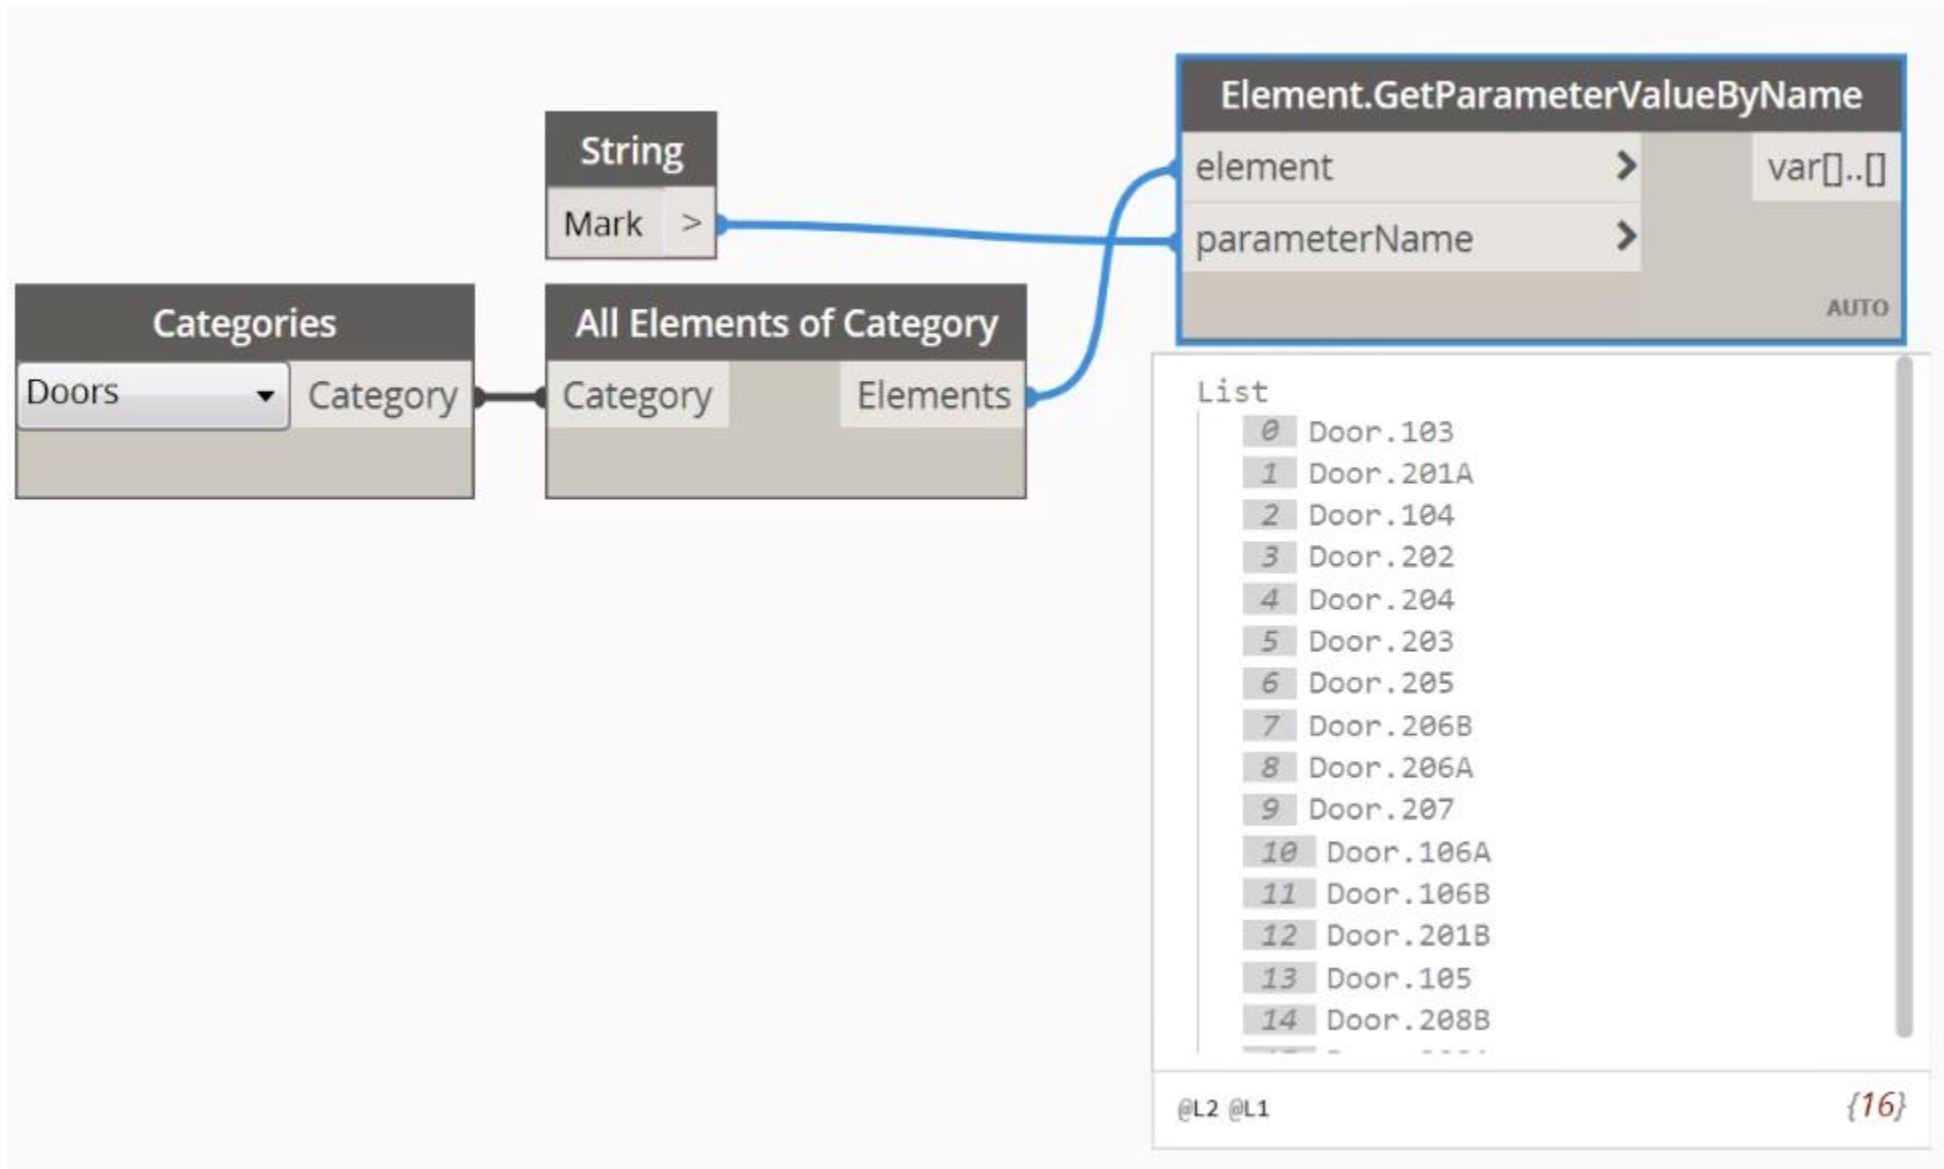 String
Mark >
Categories
Doors Category
All Elements of Category
Category Elements
Element.GetParameterValueByName
element var[]..[]
parameterName
AUTO
List
0 Door.103
1 Door.201A
2 Door.104
3 Door.202
4 Door.204
5 Door.203
6 Door.205
7 Door.206B
8 Door.206A
9 Door.207
10 Door.106A
11 Door.106B
12 Door.201B
13 Door.105
14 Door.208B
@L2 @L1 {16}